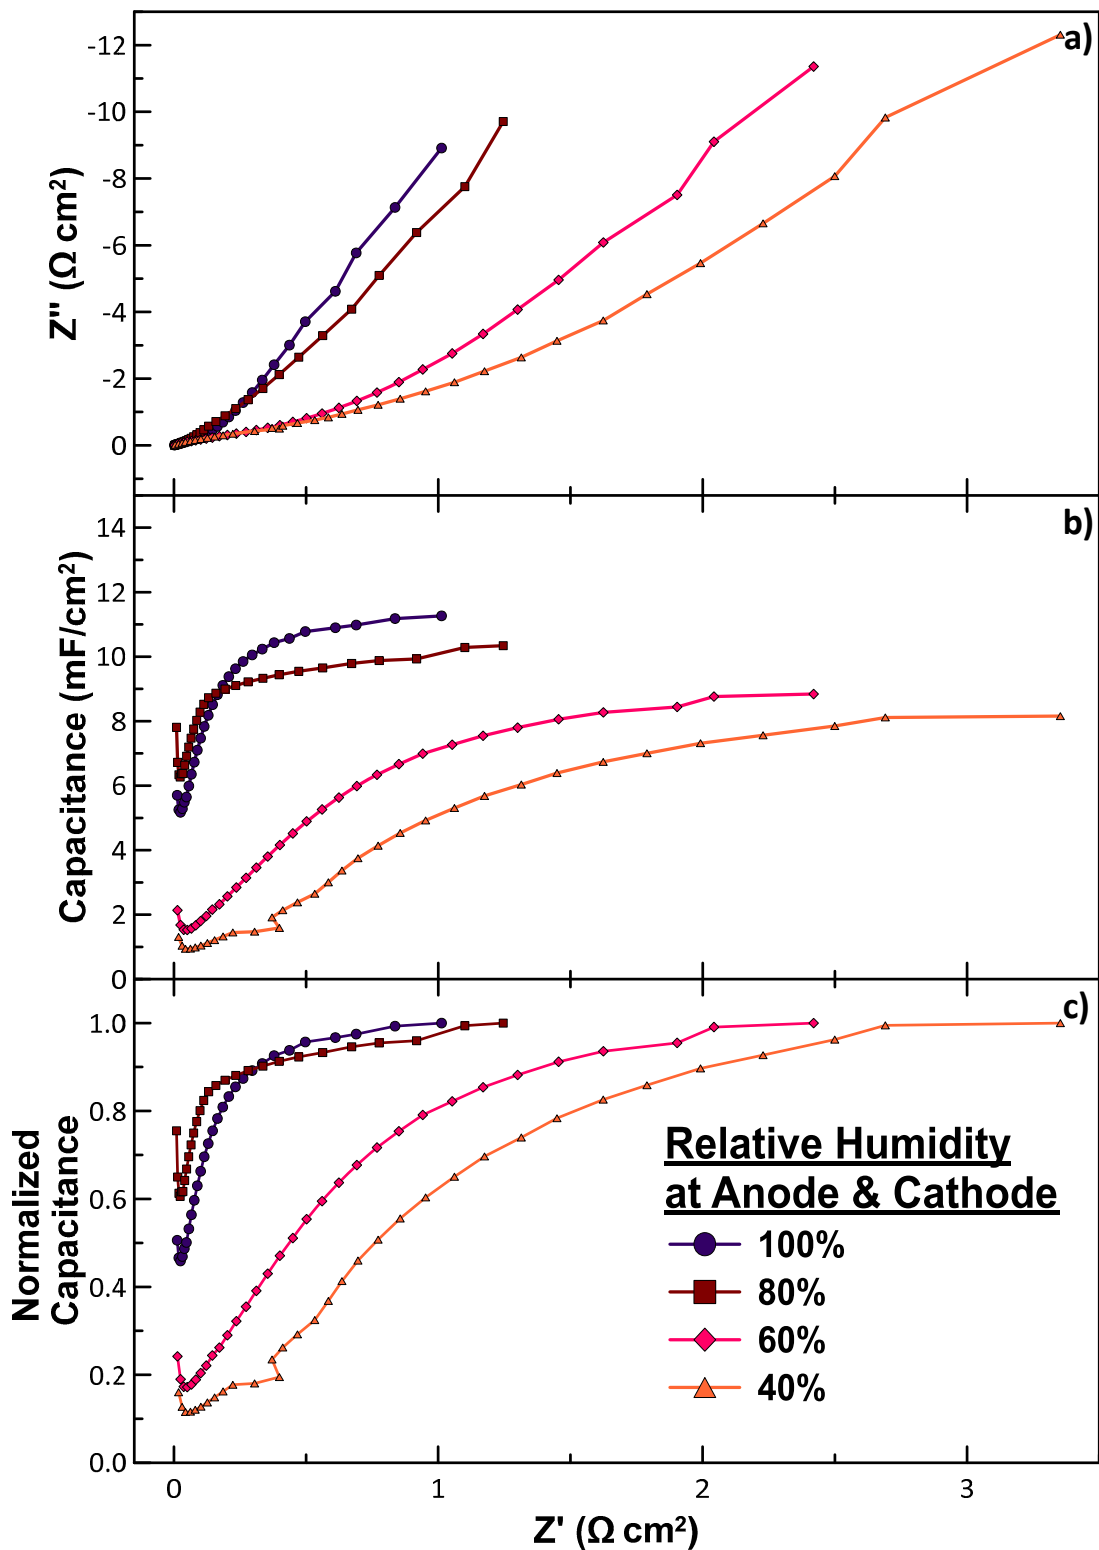 a)
-12
-10
-8
-6
-4
-2
0
Z'' (Ω cm²)
b)
14
12
10
8
6
4
2
0
Capacitance (mF/cm²)
c)
1.0
0.8
0.6
0.4
0.2
0.0
Normalized
Capacitance
Relative Humidity
at Anode & Cathode
100%
80%
60%
40%
0 1 2 3
Z' (Ω cm²)